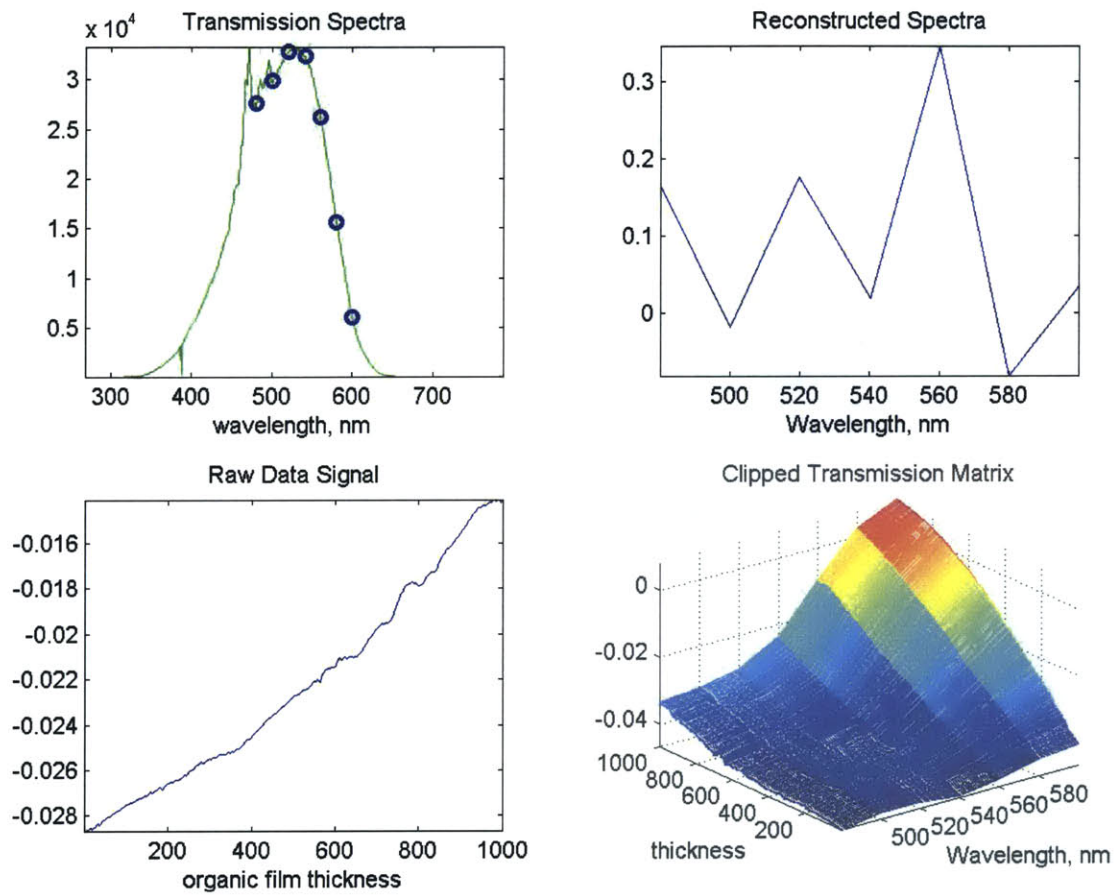 Transmission Spectra
x 10^4
3
2.5
2
1.5
1
0.5
300 400 500 600 700
wavelength, nm
Reconstructed Spectra
0.3
0.2
0.1
0
500 520 540 560 580
Wavelength, nm
Raw Data Signal
-0.016
-0.018
-0.02
-0.022
-0.024
-0.026
-0.028
200 400 600 800 1000
organic film thickness
Clipped Transmission Matrix
0
-0.02
-0.04
1000 800 600 400 200
thickness
500 520 540 560 580
Wavelength, nm